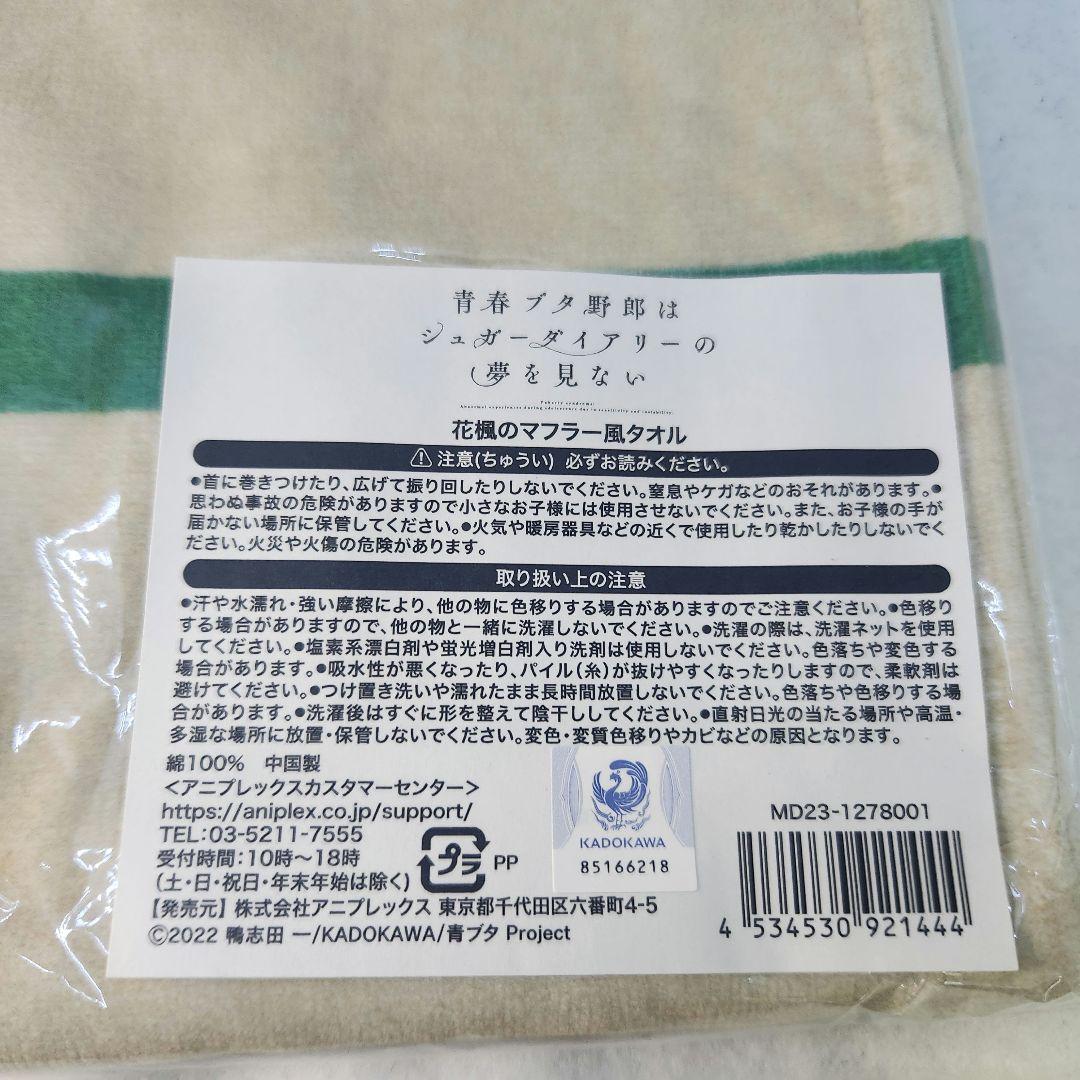 青春ブタ野郎は
シュガーダイアリーの
夢を見ない
Puberty syndrome:
Abnormal experiences during adolescence due to sensitivity and instability.
花楓のマフラー風タオル
⚠注意(ちゅうい) 必ずお読みください。
●首に巻きつけたり、広げて振り回したりしないでください。窒息やケガなどのおそれがあります。●
思わぬ事故の危険がありますので小さなお子様には使用させないでください。また、お子様の手が
届かない場所に保管してください。●火気や暖房器具などの近くで使用したり乾かしたりしないでく
ださい。火災や火傷の危険があります。
取り扱い上の注意
●汗や水濡れ・強い摩擦により、他の物に色移りする場合がありますのでご注意ください。●色移り
する場合がありますので、他の物と一緒に洗濯しないでください。●洗濯の際は、洗濯ネットを使用
してください。●塩素系漂白剤や蛍光増白剤入り洗剤は使用しないでください。色落ちや変色する
場合があります。●吸水性が悪くなったり、パイル(糸)が抜けやすくなったりしますので、柔軟剤は
避けてください。●つけ置き洗いや濡れたまま長時間放置しないでください。色落ちや色移りする場
合があります。●洗濯後はすぐに形を整えて陰干ししてください。●直射日光の当たる場所や高温・
多湿な場所に放置・保管しないでください。変色・変質色移りやカビなどの原因となります。
綿100% 中国製
<アニプレックスカスタマーセンター>
https://aniplex.co.jp/support/
TEL:03-5211-7555
受付時間:10時～18時
(土・日・祝日・年末年始は除く)
プラ PP
KADOKAWA
85166218
MD23-1278001
【発売元】株式会社アニプレックス 東京都千代田区六番町4-5
©2022 鴨志田 一/KADOKAWA/青ブタ Project
4 534530 921444